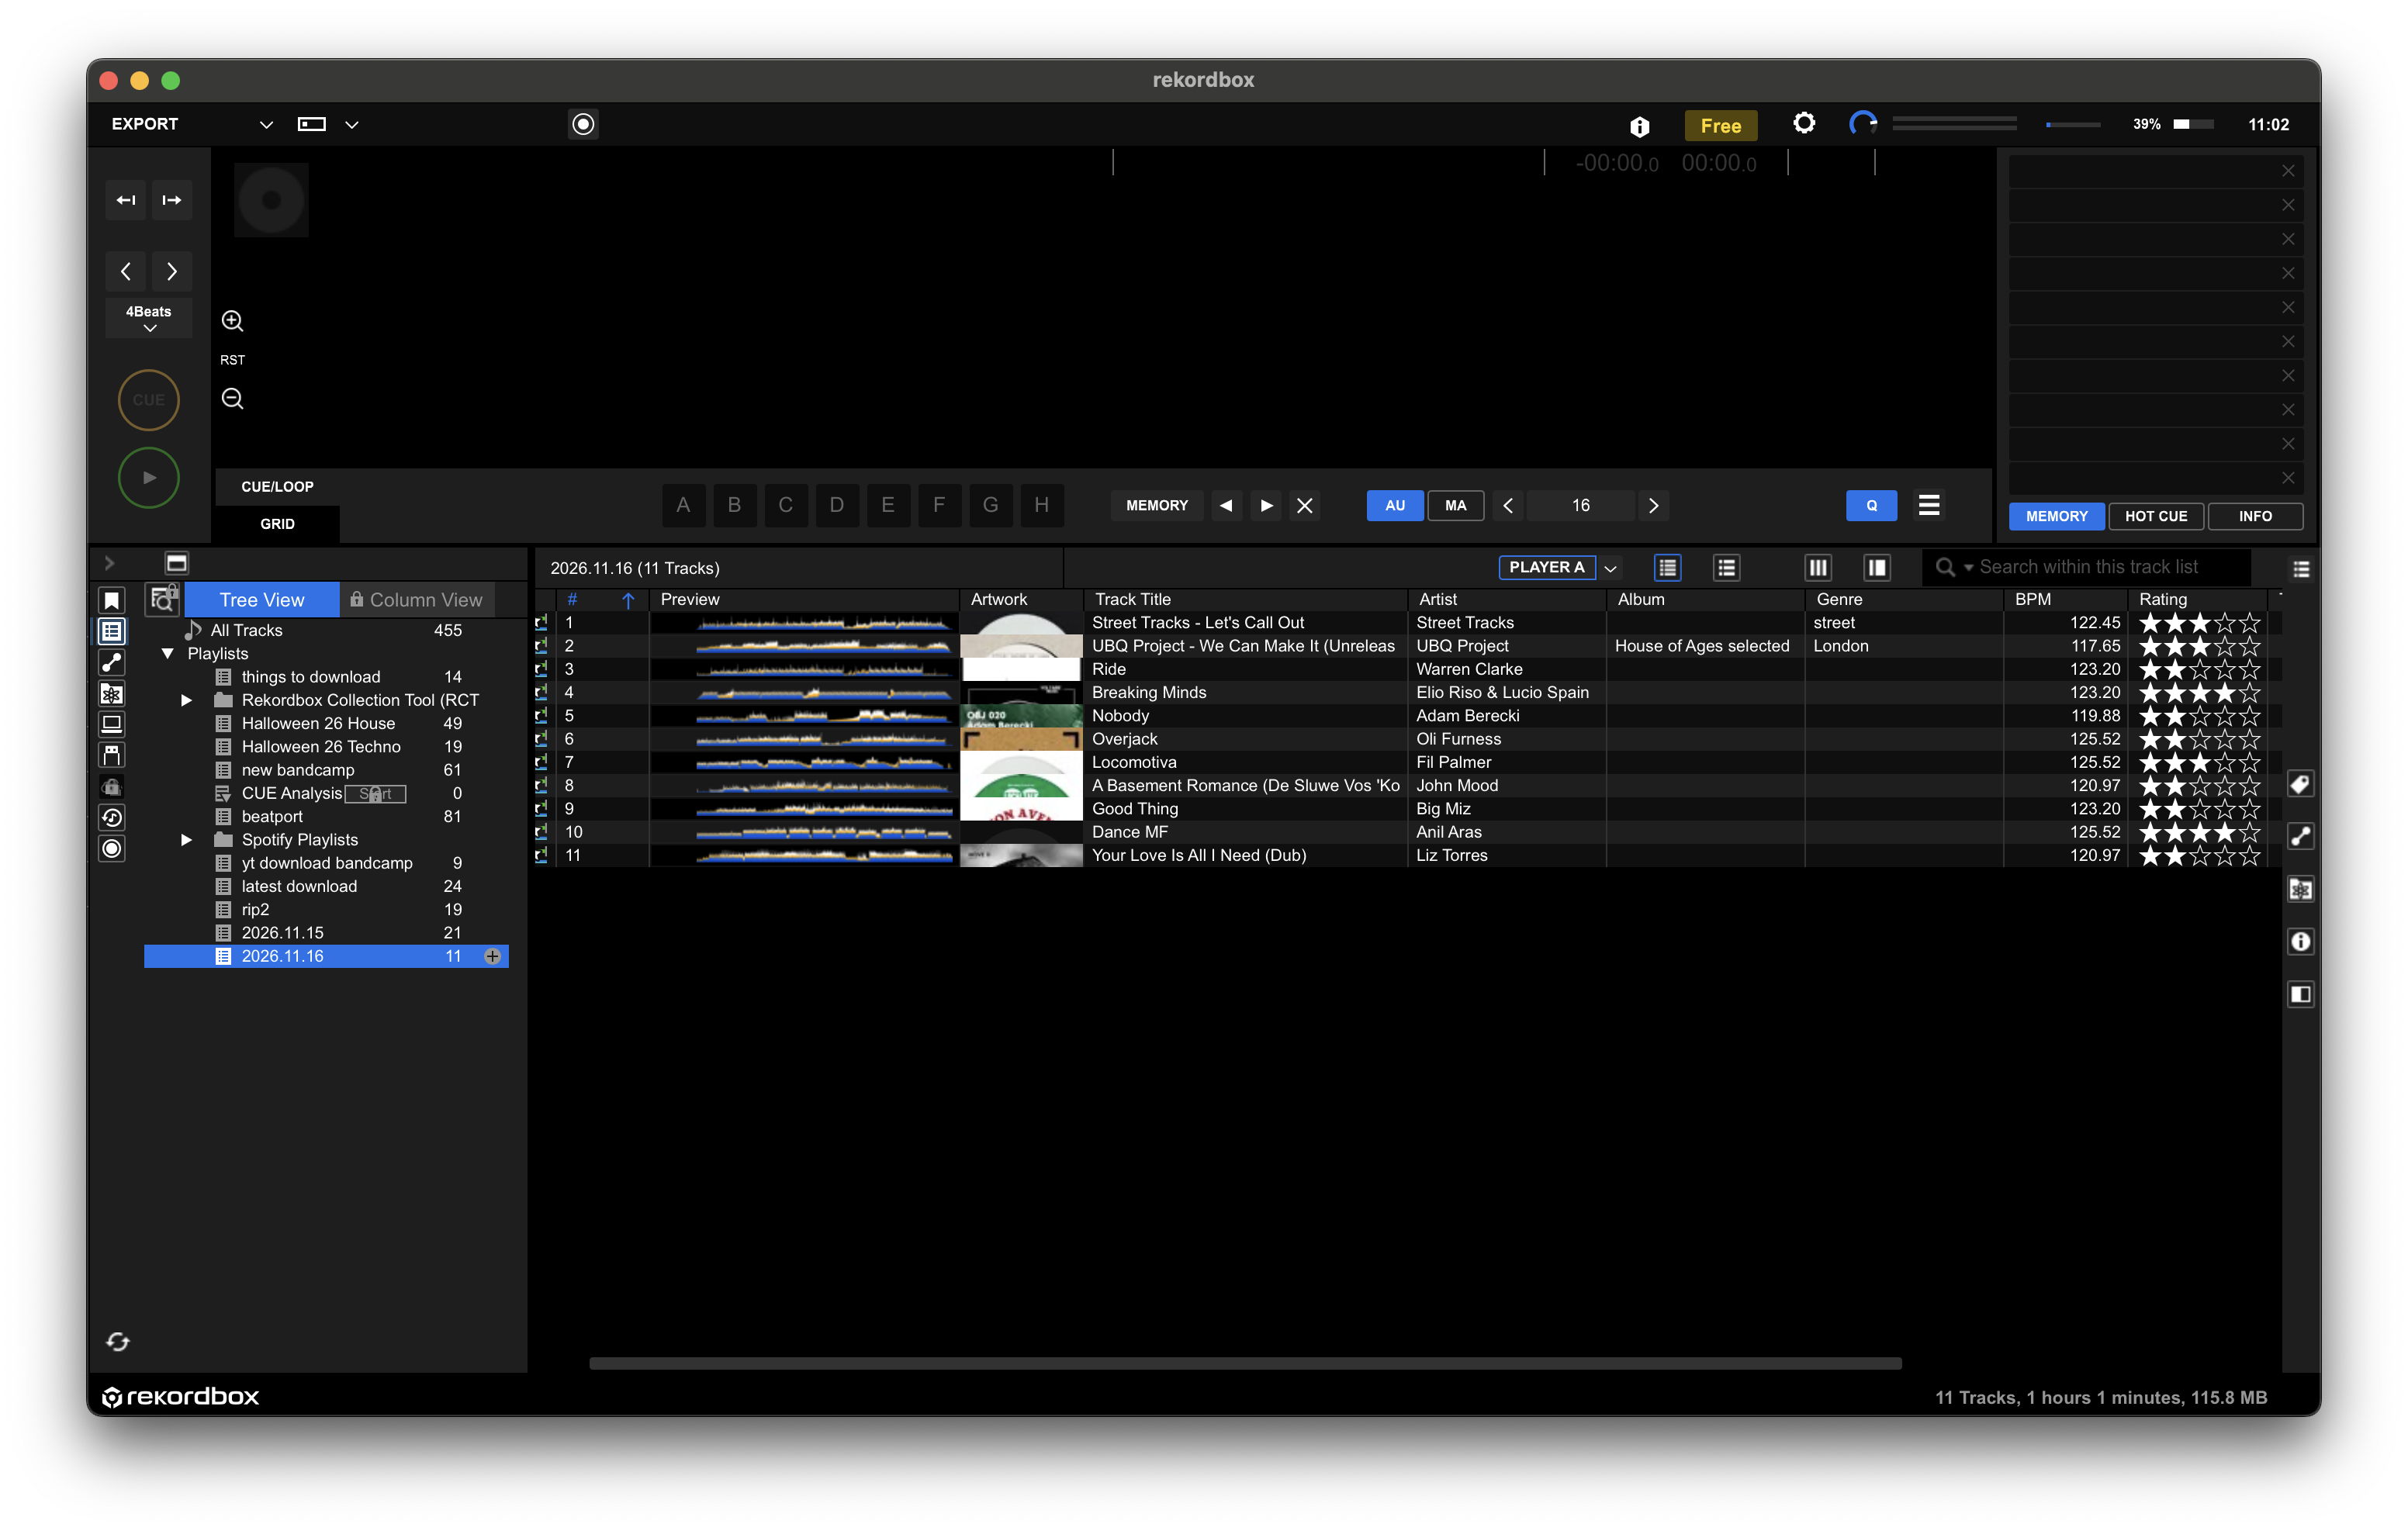 rekordbox
EXPORT
Free
39%
11:02
-00:00.0 00:00.0
4Beats
RST
CUE
CUE/LOOP
GRID
A B C D E F G H
MEMORY
AU
MA
16
Q
MEMORY
HOT CUE
INFO
2026.11.16 (11 Tracks)
PLAYER A
Search within this track list
Tree View
Column View
All Tracks 455
Playlists
things to download 14
Rekordbox Collection Tool (RCT
Halloween 26 House 49
Halloween 26 Techno 19
new bandcamp 61
CUE Analysis 0
beatport 81
Spotify Playlists
yt download bandcamp 9
latest download 24
rip2 19
2026.11.15 21
2026.11.16 11
# Preview Artwork Track Title Artist Album Genre BPM Rating
1 Street Tracks - Let's Call Out Street Tracks street 122.45
2 UBQ Project - We Can Make It (Unreleas UBQ Project House of Ages selected London 117.65
3 Ride Warren Clarke 123.20
4 Breaking Minds Elio Riso & Lucio Spain 123.20
5 OBJ 020 Adam Berecki Nobody Adam Berecki 119.88
6 Overjack Oli Furness 125.52
7 Locomotiva Fil Palmer 125.52
8 A Basement Romance (De Sluwe Vos 'Ko John Mood 120.97
9 Good Thing Big Miz 123.20
10 Dance MF Anil Aras 125.52
11 Your Love Is All I Need (Dub) Liz Torres 120.97
rekordbox
11 Tracks, 1 hours 1 minutes, 115.8 MB